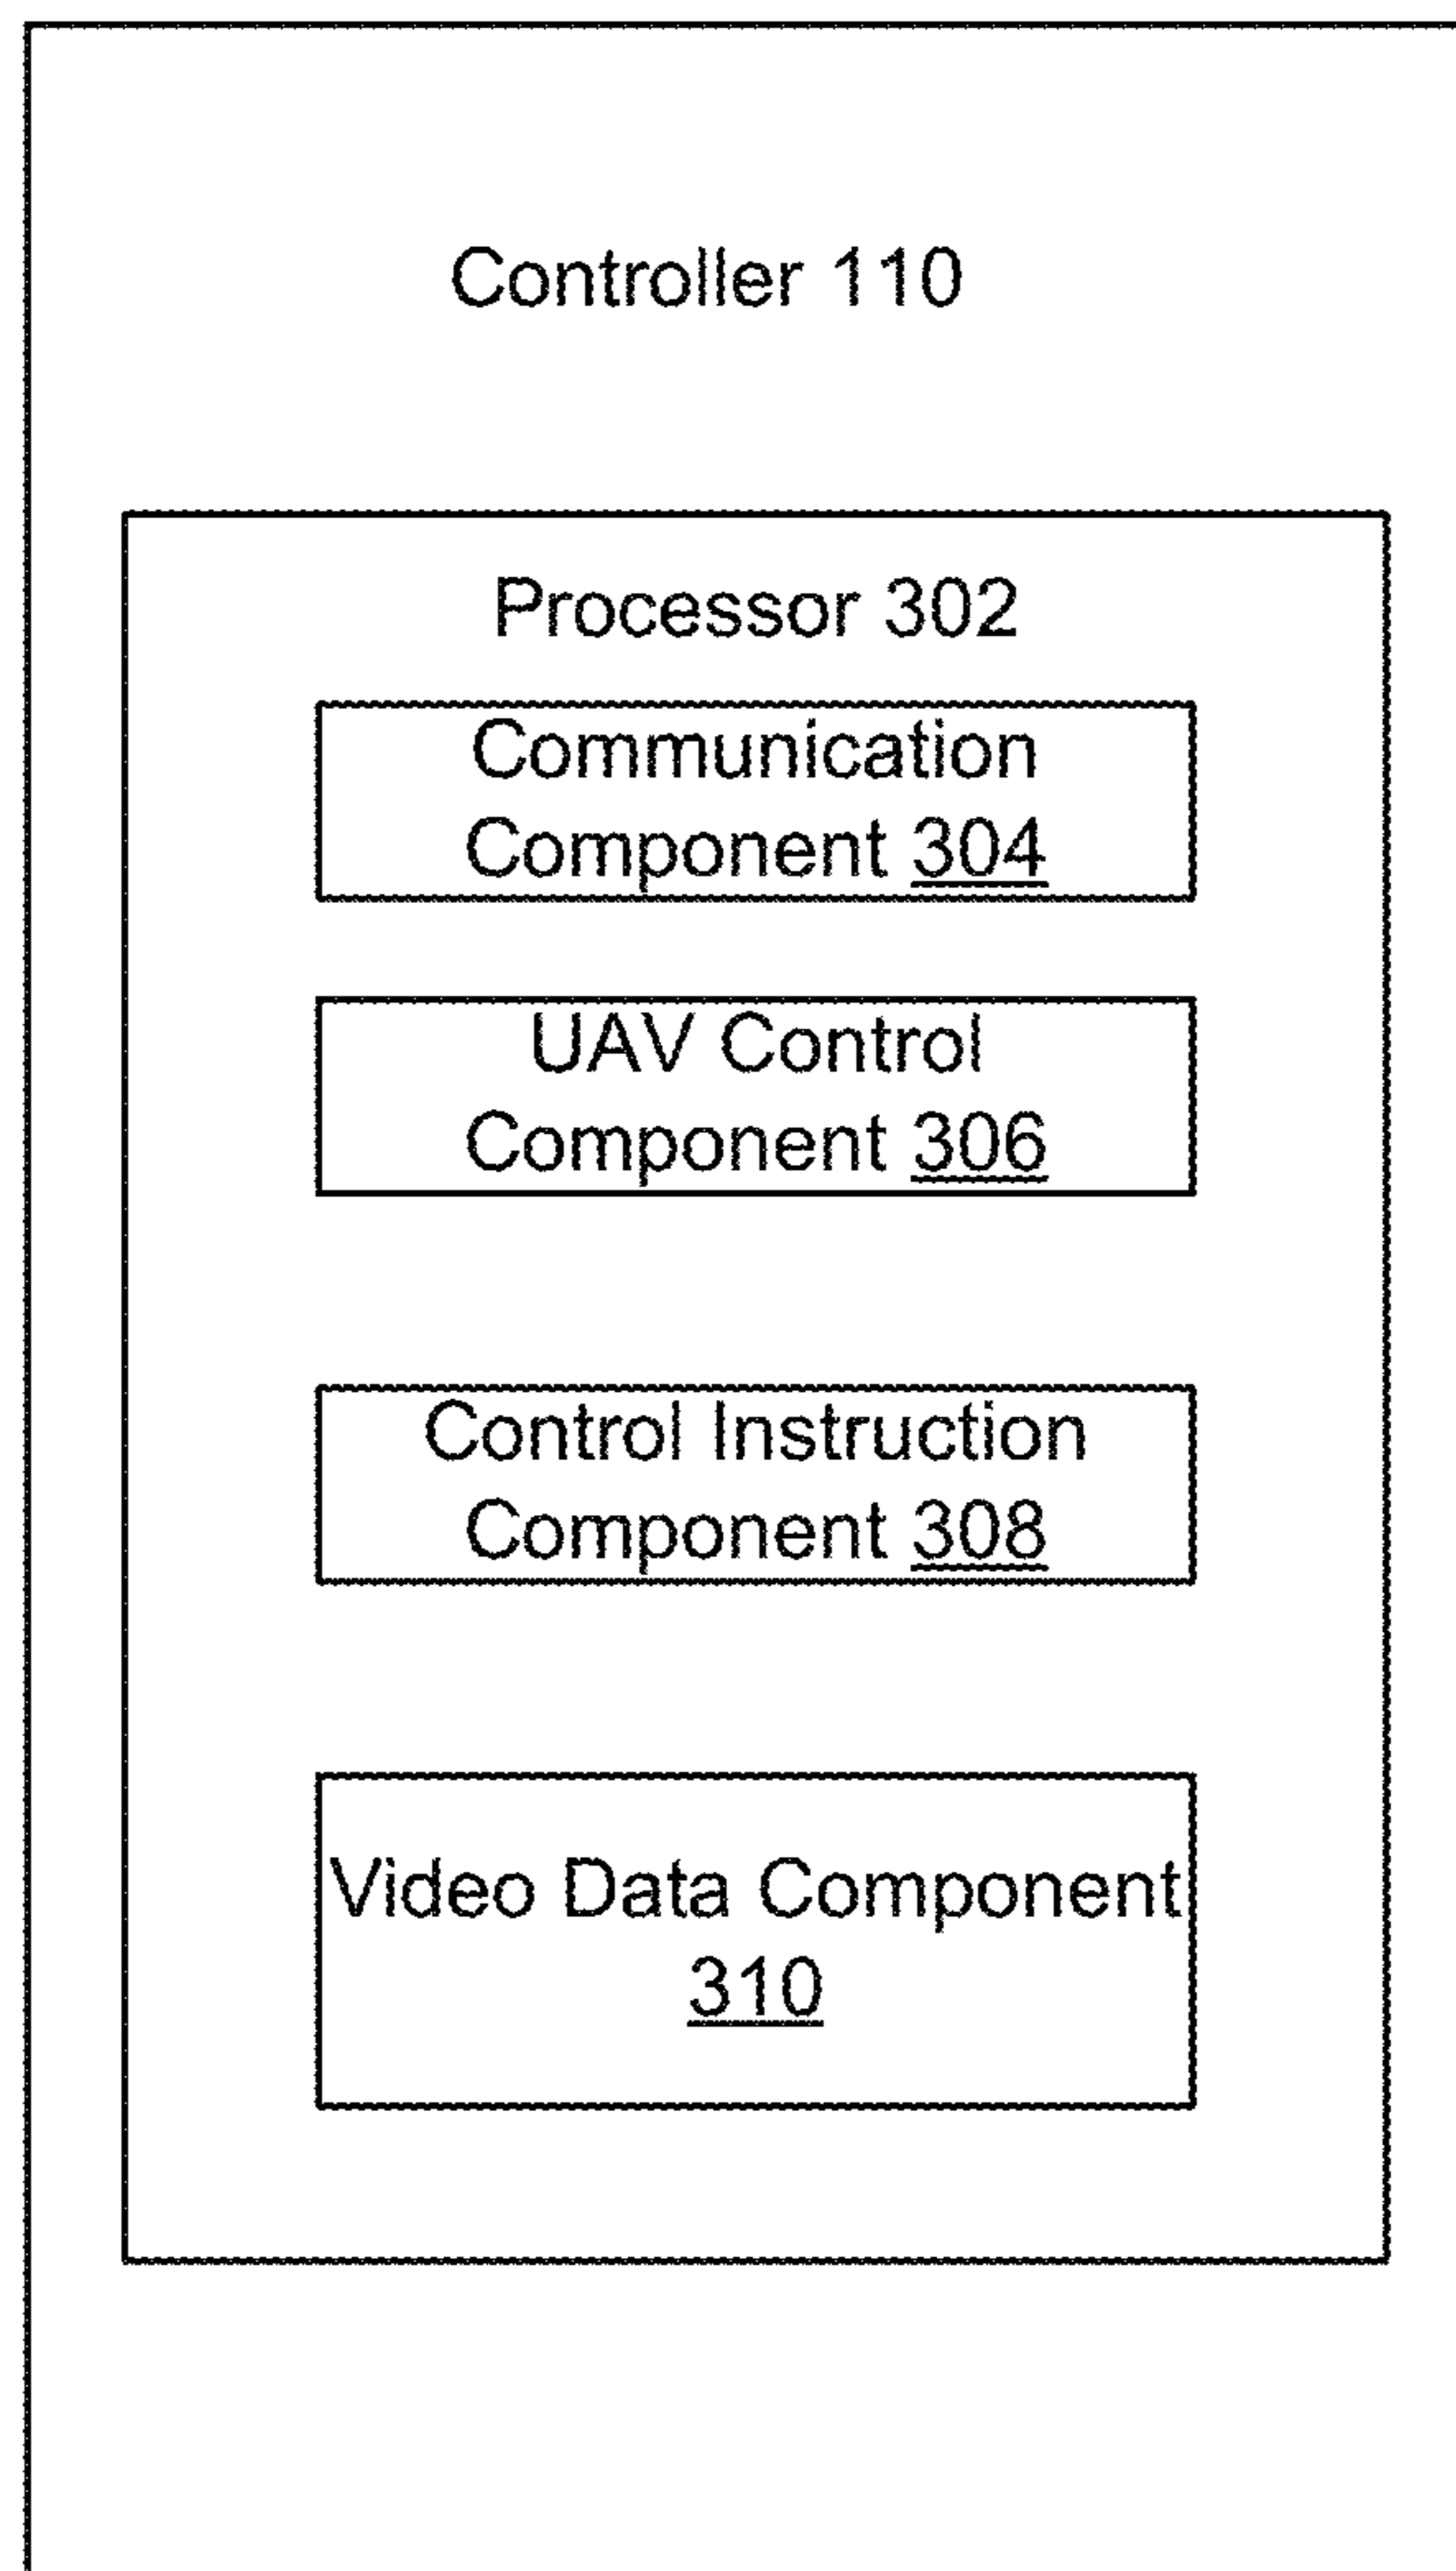 Controller 110
Processor 302
Communication
Component 304
UAV Control
Component 306
Control Instruction
Component 308
Video Data Component
310